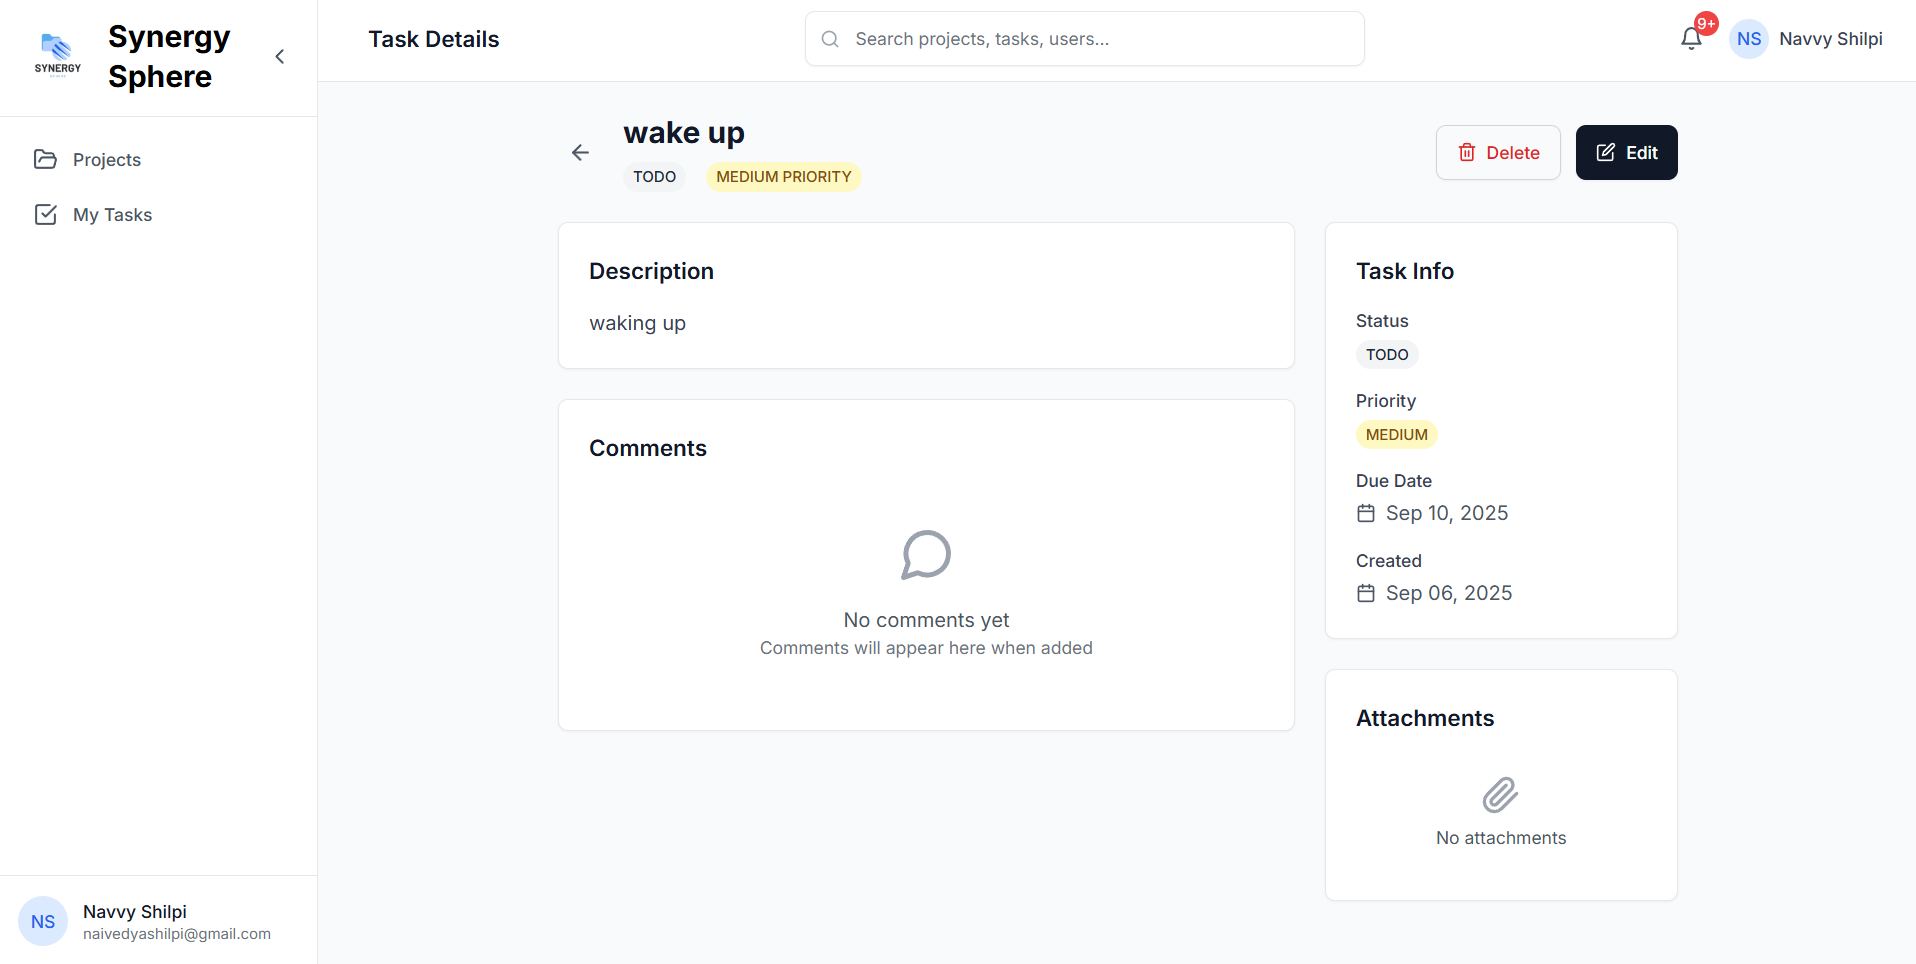 SYNERGY
Synergy
Sphere
Projects
My Tasks
NS
Navvy Shilpi
naivedyashilpi@gmail.com
Task Details
Search projects, tasks, users...
9+
NS
Navvy Shilpi
wake up
TODO
MEDIUM PRIORITY
Delete
Edit
Description
waking up
Comments
No comments yet
Comments will appear here when added
Task Info
Status
TODO
Priority
MEDIUM
Due Date
Sep 10, 2025
Created
Sep 06, 2025
Attachments
No attachments